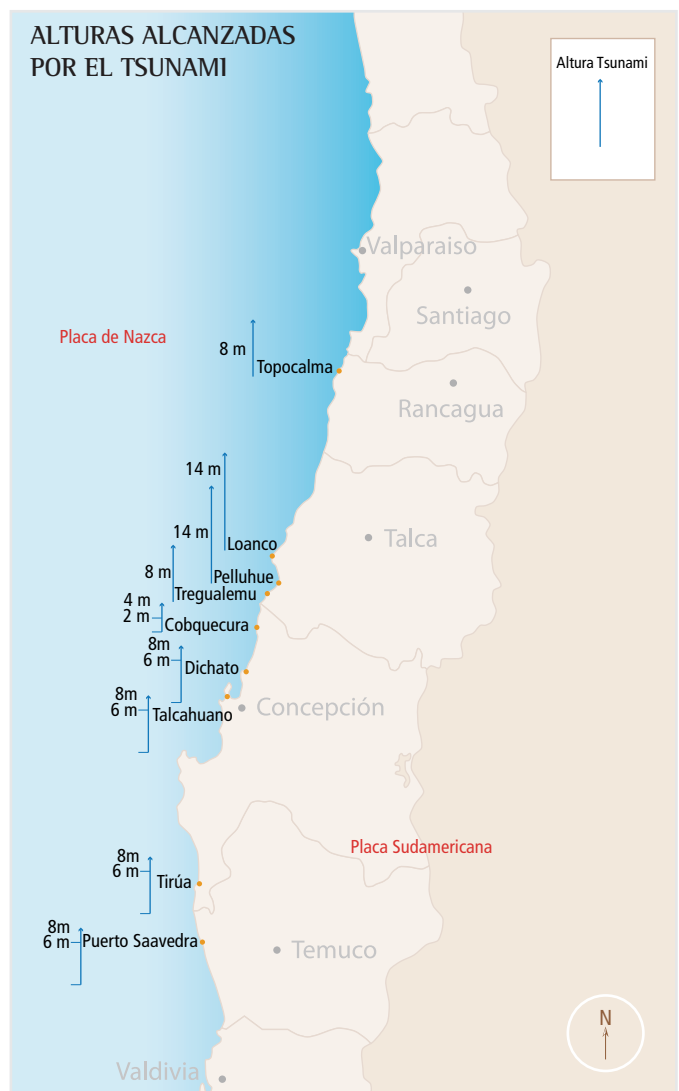 ALTURAS ALCANZADAS
POR EL TSUNAMI
Altura Tsunami
Valparaiso
Santiago
Placa de Nazca
8 m
Topocalma
Rancagua
14 m
14 m
Loanco
Talca
8 m
Pelluhue
Tregualemu
4 m
2 m
Cobquecura
8m
6 m
Dichato
8m
6 m
Talcahuano
Concepción
Placa Sudamericana
8m
6 m
Tirúa
8m
6 m
Puerto Saavedra
Temuco
N
Valdivia